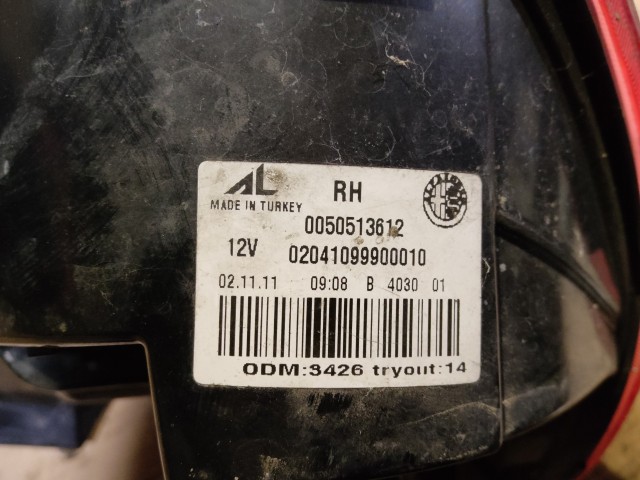 AL RH
MADE IN TURKEY
0050513612
12V 02041099900010
02.11.11 09:08 B 4030 01
ODM:3426 tryout:14